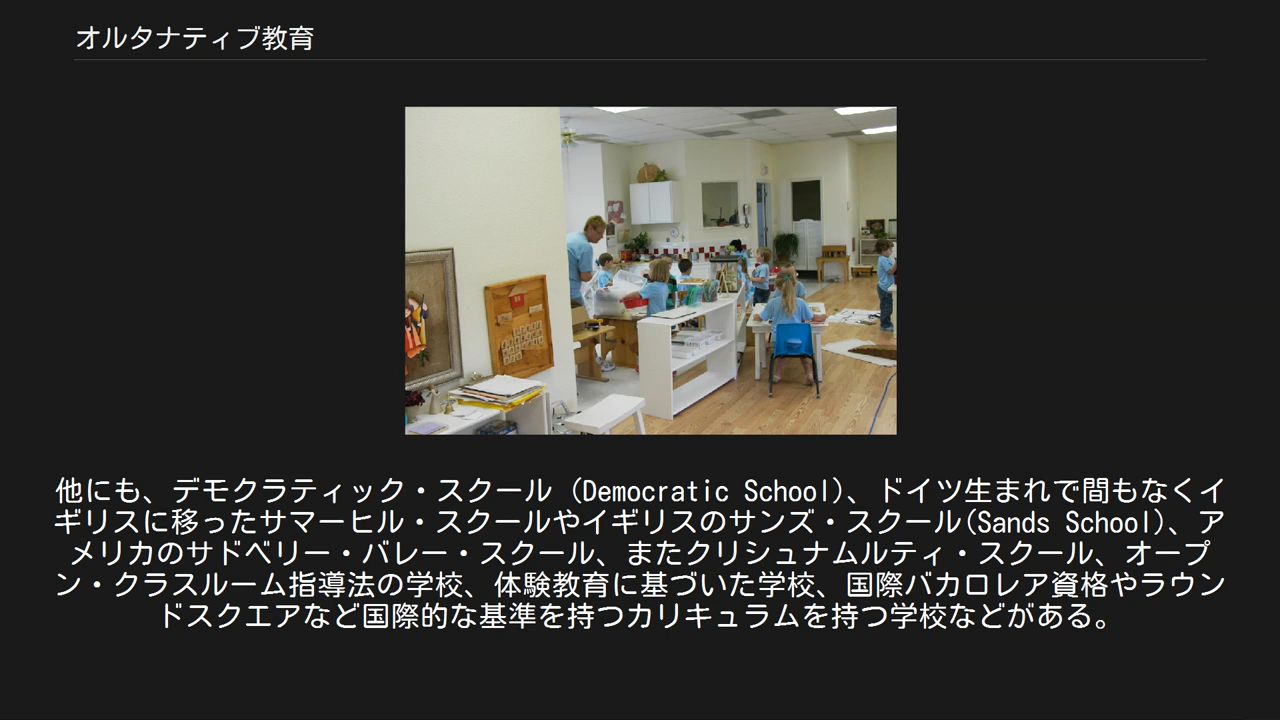 オルタナティブ教育
他にも、デモクラティック・スクール (Democratic School)、ドイツ生まれで間もなくイ
ギリスに移ったサマーヒル・スクールやイギリスのサンズ・スクール(Sands School)、ア
メリカのサドベリー・バレー・スクール、またクリシュナムルティ・スクール、オープ
ン・クラスルーム指導法の学校、体験教育に基づいた学校、国際バカロレア資格やラウン
ドスクエアなど国際的な基準を持つカリキュラムを持つ学校などがある。